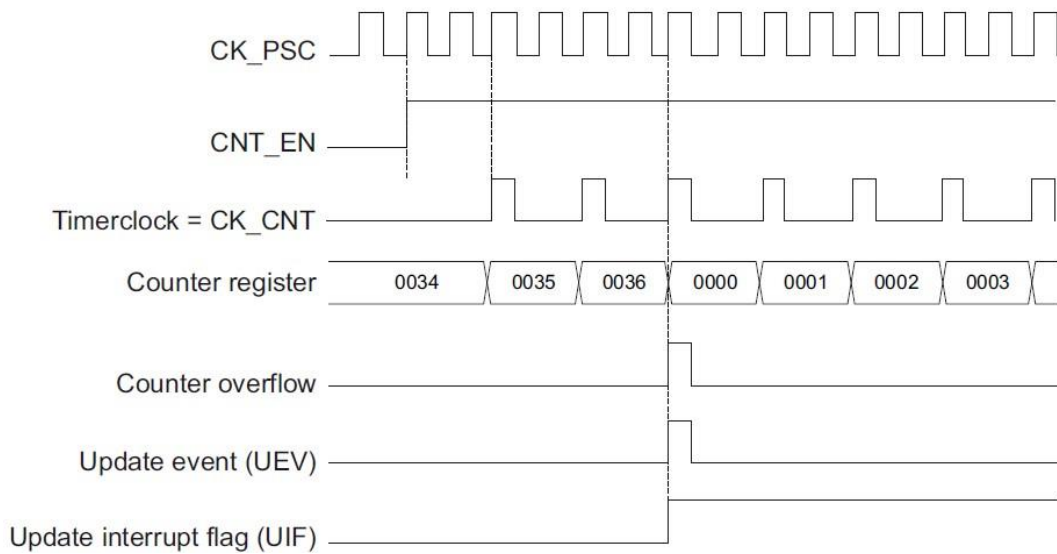 CK_PSC
CNT_EN
Timerclock = CK_CNT
Counter register 0034 0035 0036 0000 0001 0002 0003
Counter overflow
Update event (UEV)
Update interrupt flag (UIF)